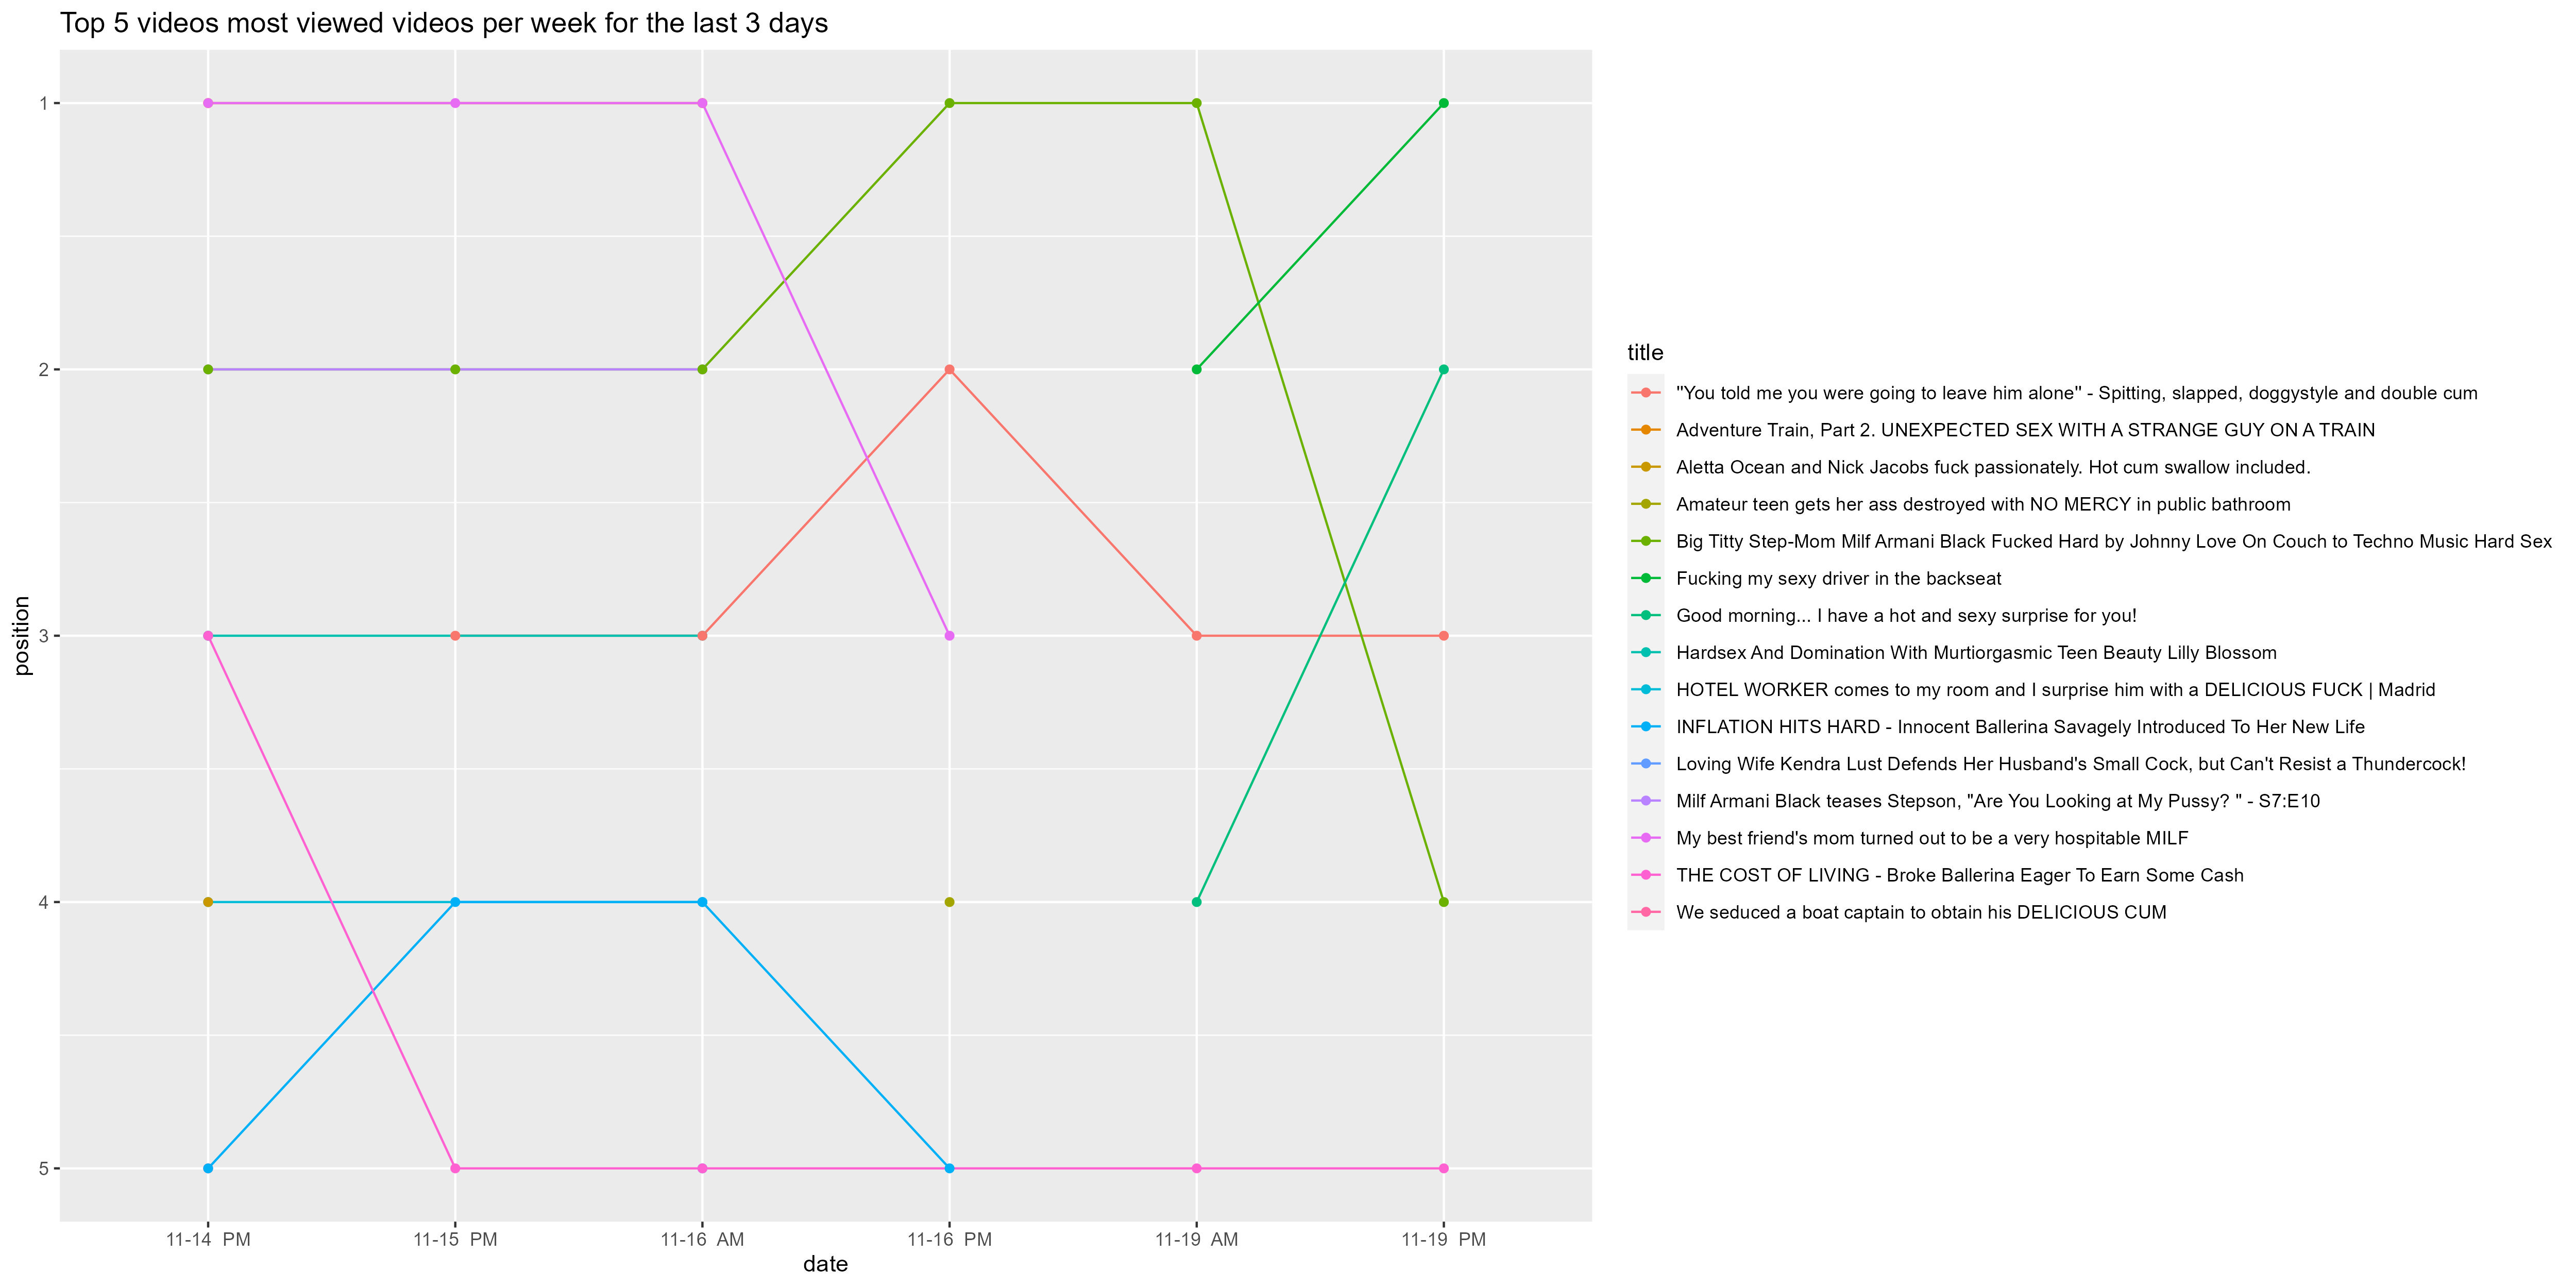 Top 5 videos most viewed videos per week for the last 3 days
1
2
3
4
5
position
11-14 PM
11-15 PM
11-16 AM
11-16 PM
11-19 AM
11-19 PM
date
title
"You told me you were going to leave him alone" - Spitting, slapped, doggystyle and double cum
Adventure Train, Part 2. UNEXPECTED SEX WITH A STRANGE GUY ON A TRAIN
Aletta Ocean and Nick Jacobs fuck passionately. Hot cum swallow included.
Amateur teen gets her ass destroyed with NO MERCY in public bathroom
Big Titty Step-Mom Milf Armani Black Fucked Hard by Johnny Love On Couch to Techno Music Hard Sex
Fucking my sexy driver in the backseat
Good morning... I have a hot and sexy surprise for you!
Hardsex And Domination With Murtiorgasmic Teen Beauty Lilly Blossom
HOTEL WORKER comes to my room and I surprise him with a DELICIOUS FUCK | Madrid
INFLATION HITS HARD - Innocent Ballerina Savagely Introduced To Her New Life
Loving Wife Kendra Lust Defends Her Husband's Small Cock, but Can't Resist a Thundercock!
Milf Armani Black teases Stepson, "Are You Looking at My Pussy? " - S7:E10
My best friend's mom turned out to be a very hospitable MILF
THE COST OF LIVING - Broke Ballerina Eager To Earn Some Cash
We seduced a boat captain to obtain his DELICIOUS CUM